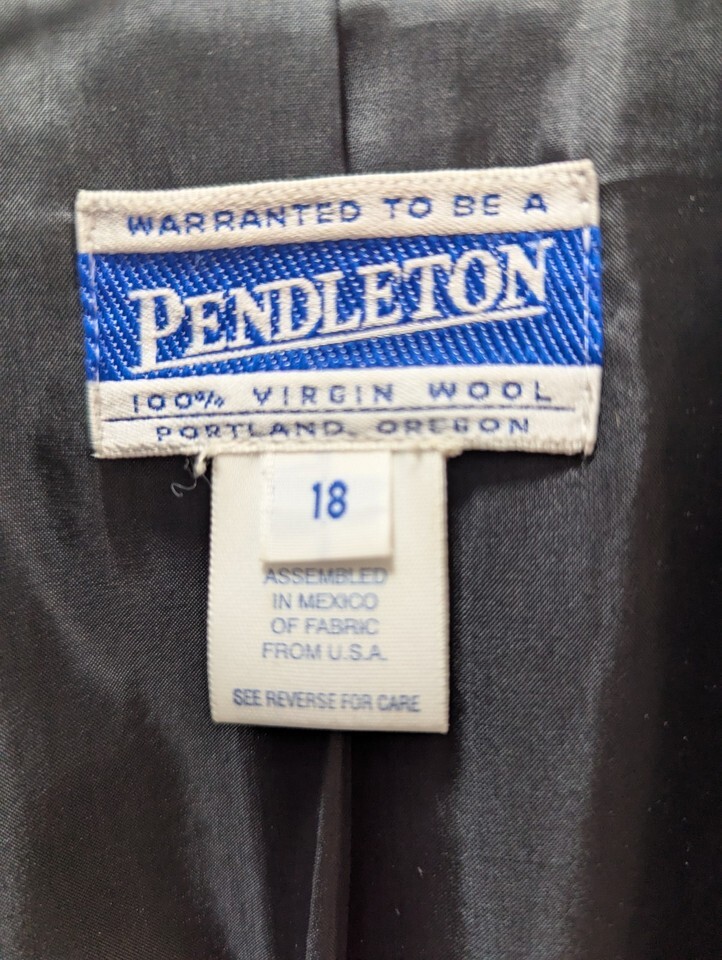 WARRANTED TO BE A
PENDLETON
100% VIRGIN WOOL
PORTLAND, OREGON
18
ASSEMBLED
IN MEXICO
OF FABRIC
FROM U.S.A.
SEE REVERSE FOR CARE